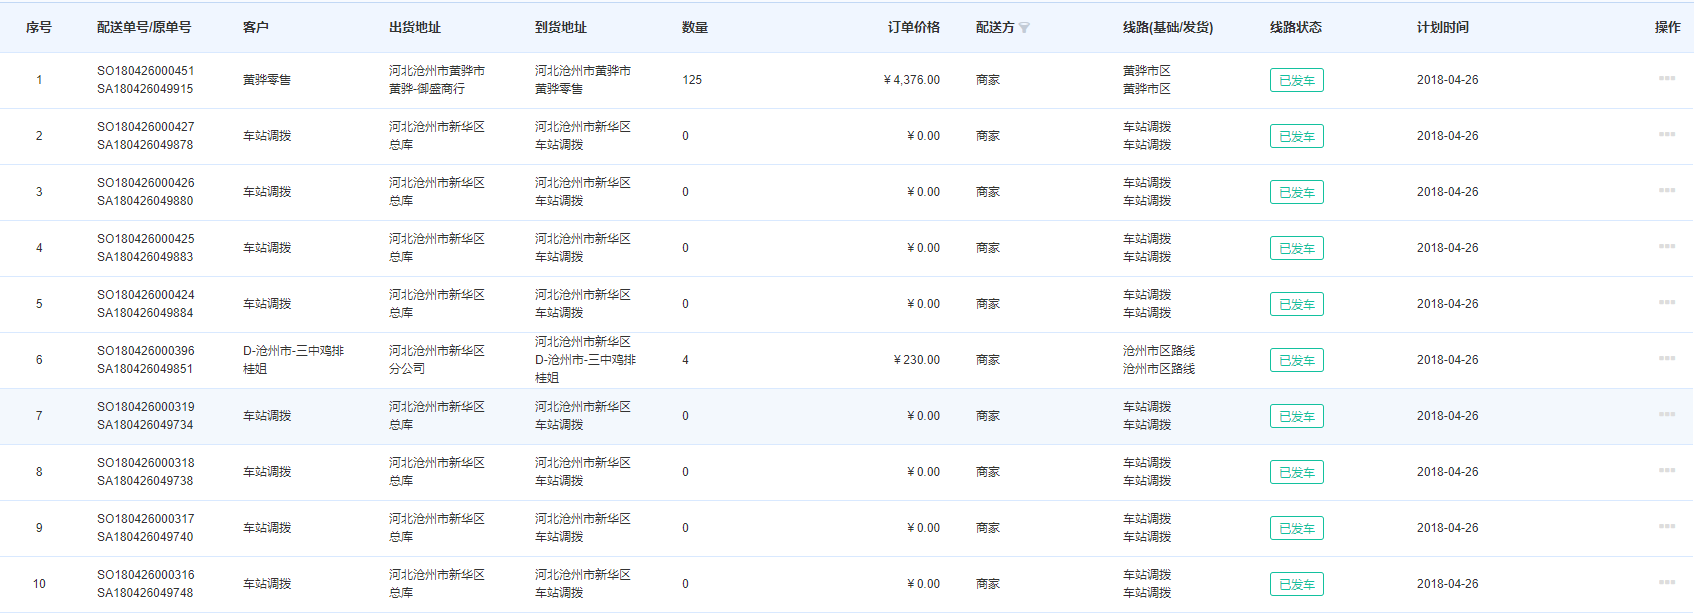 序号 配送单号/原单号 客户 出货地址 到货地址 数量 订单价格 配送方 线路(基础/发货) 线路状态 计划时间 操作
1 SO180426000451 SA180426049915 黄骅零售 河北沧州市黄骅市 黄骅-御盛商行 河北沧州市黄骅市 黄骅零售 125 ¥ 4,376.00 商家 黄骅市区 黄骅市区 已发车 2018-04-26
2 SO180426000427 SA180426049878 车站调拨 河北沧州市新华区 总库 河北沧州市新华区 车站调拨 0 ¥ 0.00 商家 车站调拨 车站调拨 已发车 2018-04-26
3 SO180426000426 SA180426049880 车站调拨 河北沧州市新华区 总库 河北沧州市新华区 车站调拨 0 ¥ 0.00 商家 车站调拨 车站调拨 已发车 2018-04-26
4 SO180426000425 SA180426049883 车站调拨 河北沧州市新华区 总库 河北沧州市新华区 车站调拨 0 ¥ 0.00 商家 车站调拨 车站调拨 已发车 2018-04-26
5 SO180426000424 SA180426049884 车站调拨 河北沧州市新华区 总库 河北沧州市新华区 车站调拨 0 ¥ 0.00 商家 车站调拨 车站调拨 已发车 2018-04-26
6 SO180426000396 SA180426049851 D-沧州市-三中鸡排 桂姐 河北沧州市新华区 分公司 河北沧州市新华区 D-沧州市-三中鸡排 桂姐 4 ¥ 230.00 商家 沧州市区路线 沧州市区路线 已发车 2018-04-26
7 SO180426000319 SA180426049734 车站调拨 河北沧州市新华区 总库 河北沧州市新华区 车站调拨 0 ¥ 0.00 商家 车站调拨 车站调拨 已发车 2018-04-26
8 SO180426000318 SA180426049738 车站调拨 河北沧州市新华区 总库 河北沧州市新华区 车站调拨 0 ¥ 0.00 商家 车站调拨 车站调拨 已发车 2018-04-26
9 SO180426000317 SA180426049740 车站调拨 河北沧州市新华区 总库 河北沧州市新华区 车站调拨 0 ¥ 0.00 商家 车站调拨 车站调拨 已发车 2018-04-26
10 SO180426000316 SA180426049748 车站调拨 河北沧州市新华区 总库 河北沧州市新华区 车站调拨 0 ¥ 0.00 商家 车站调拨 车站调拨 已发车 2018-04-26